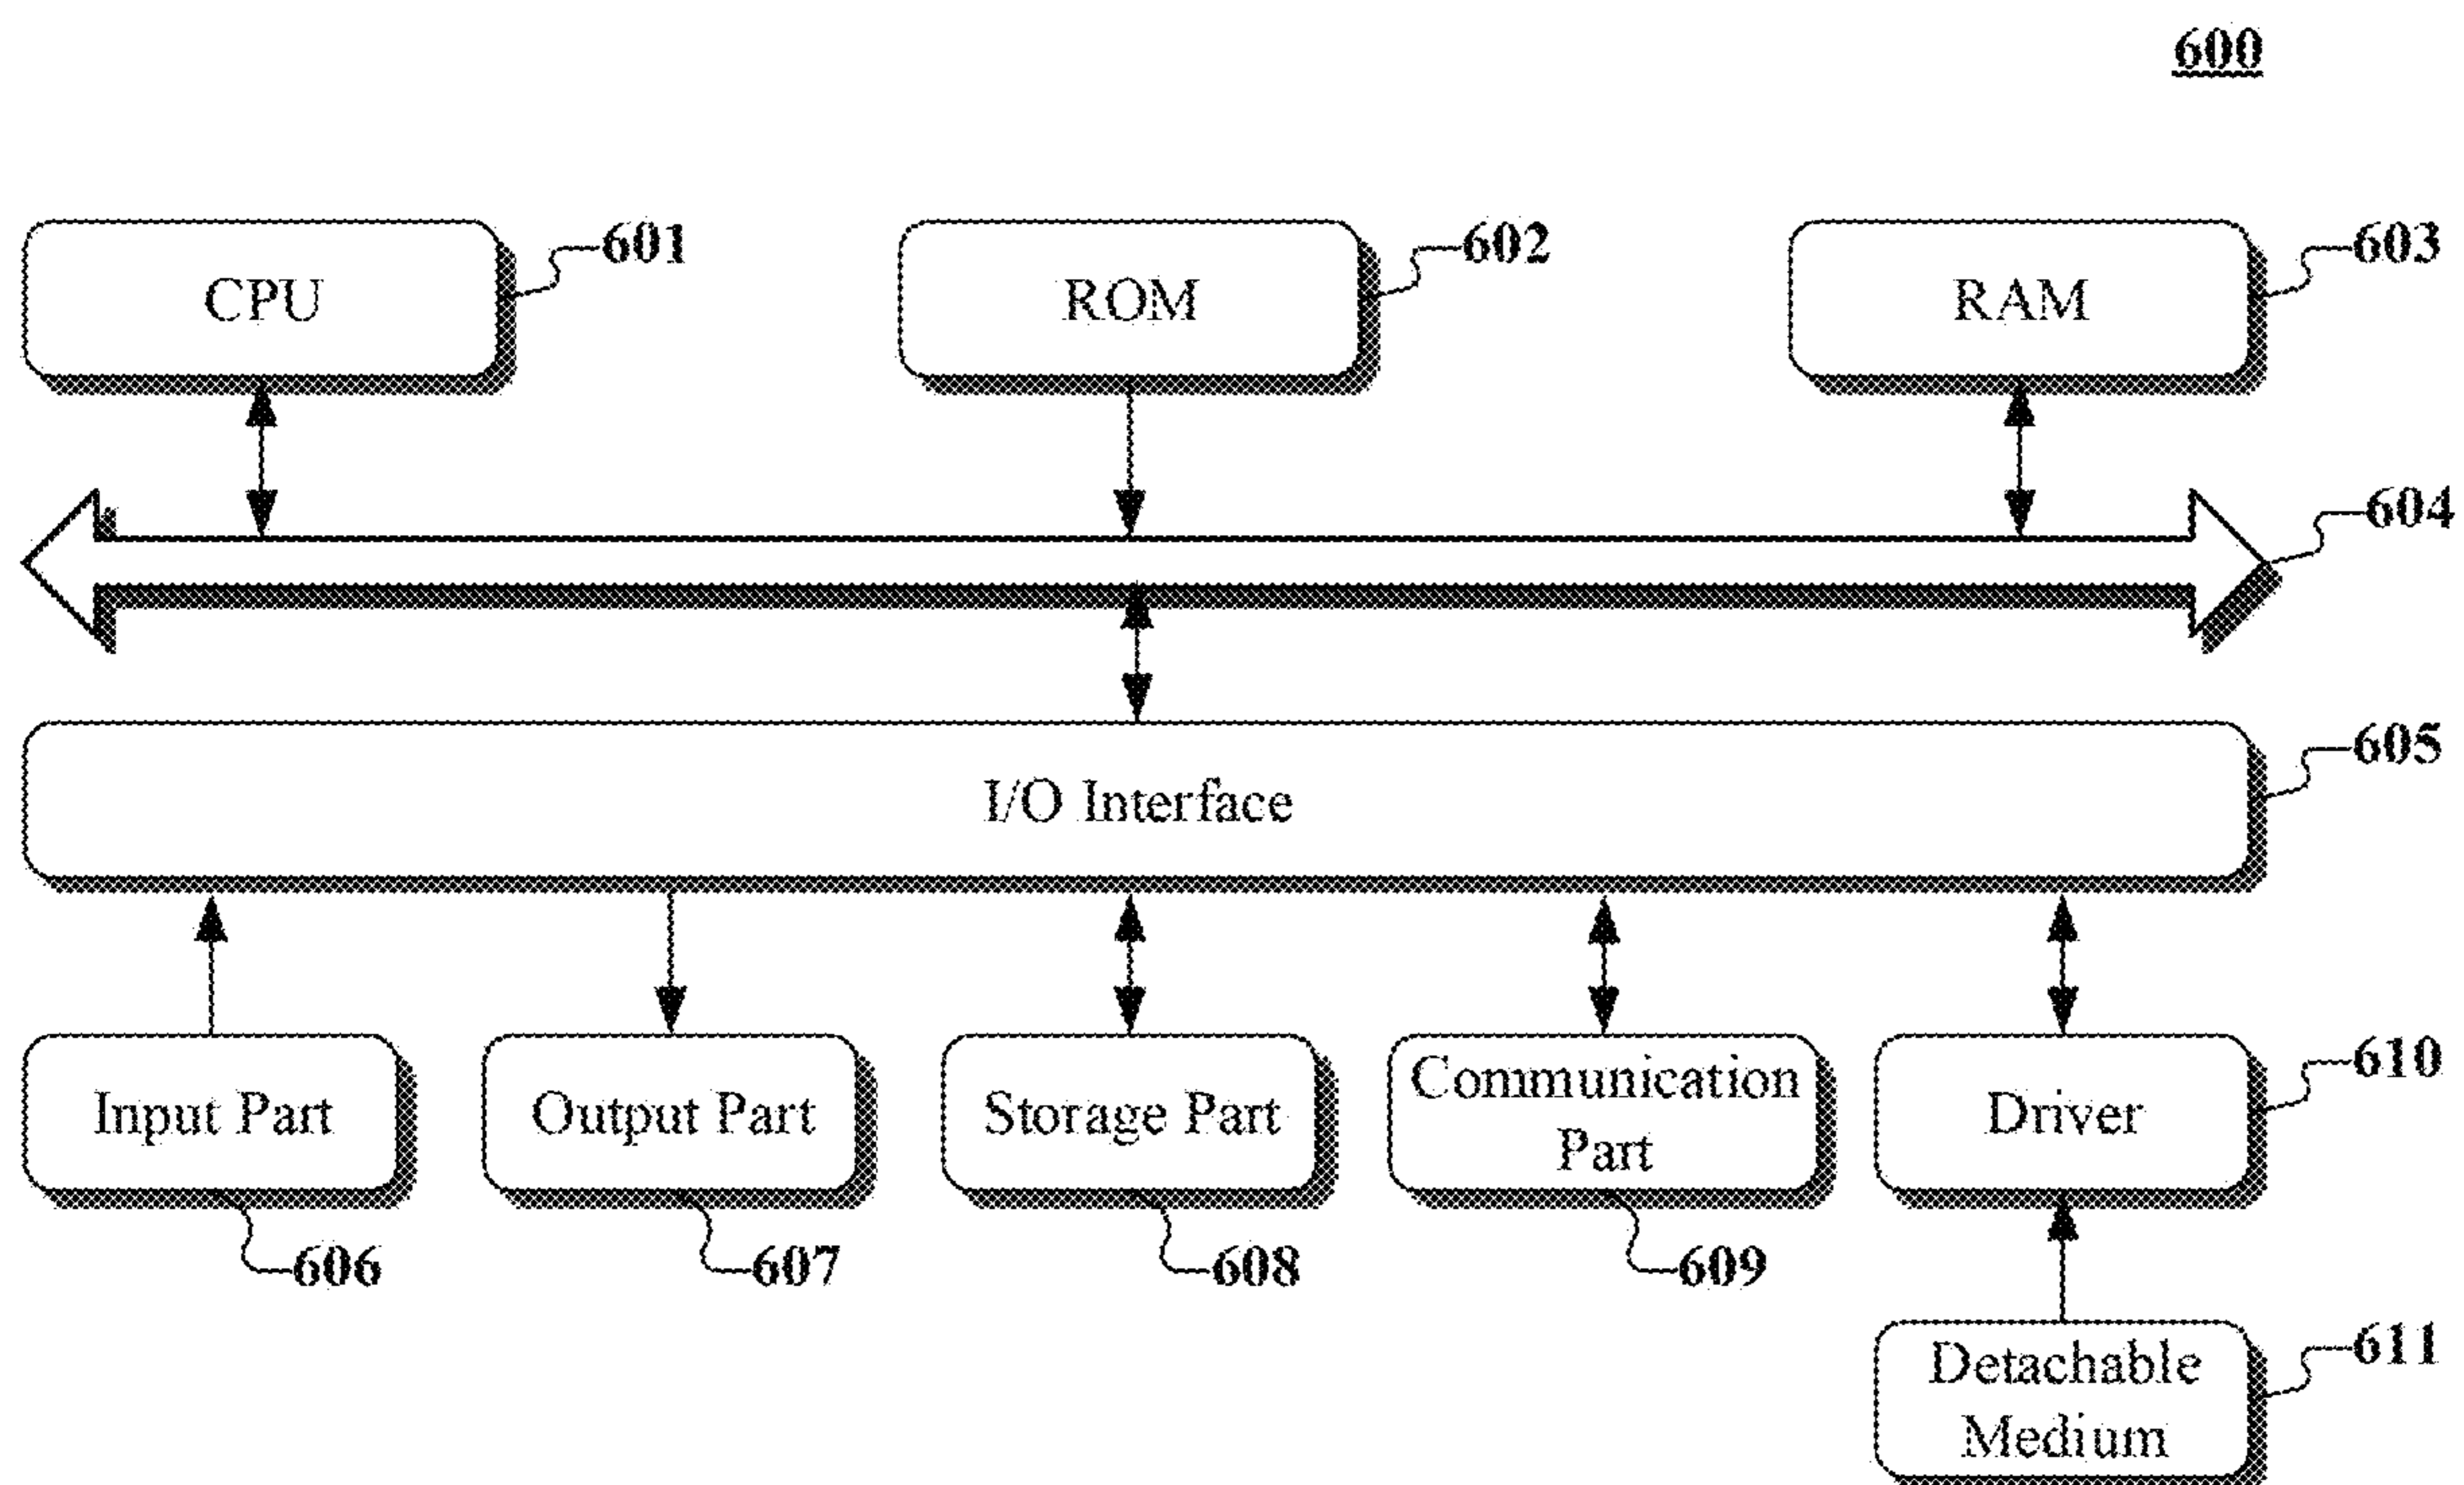 600
CPU
601
ROM
602
RAM
603
604
I/O Interface
605
Input Part
606
Output Part
607
Storage Part
608
Communication
Part
609
Driver
610
Detachable
Medium
611